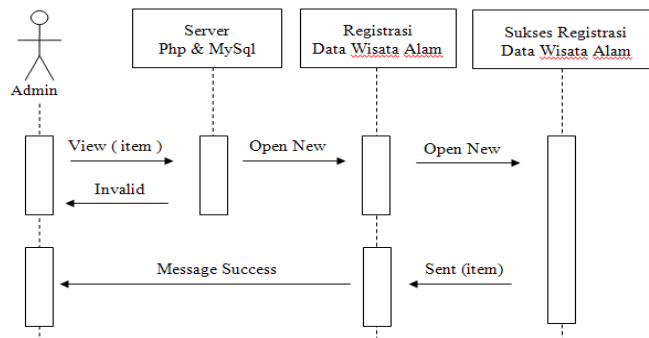 Server
Php & MySql
Registrasi
Data Wisata Alam
Sukses Registrasi
Data Wisata Alam
Admin
View ( item )
Open New
Open New
Invalid
Message Success
Sent (item)